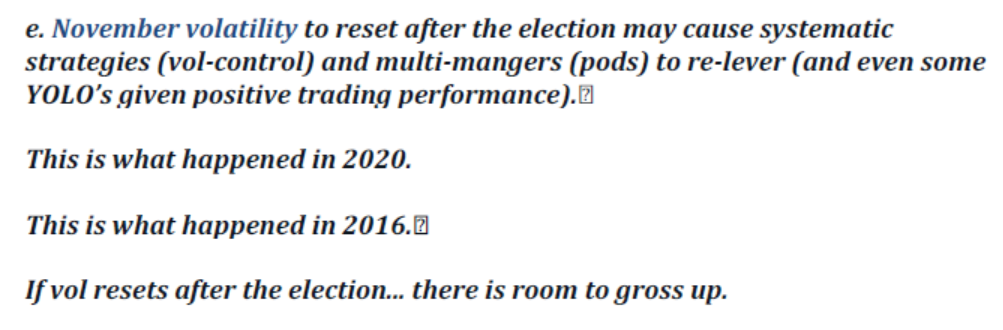 e. November volatility to reset after the election may cause systematic
strategies (vol-control) and multi-mangers (pods) to re-lever (and even some
YOLO's given positive trading performance).⍰
This is what happened in 2020.
This is what happened in 2016.⍰
If vol resets after the election... there is room to gross up.